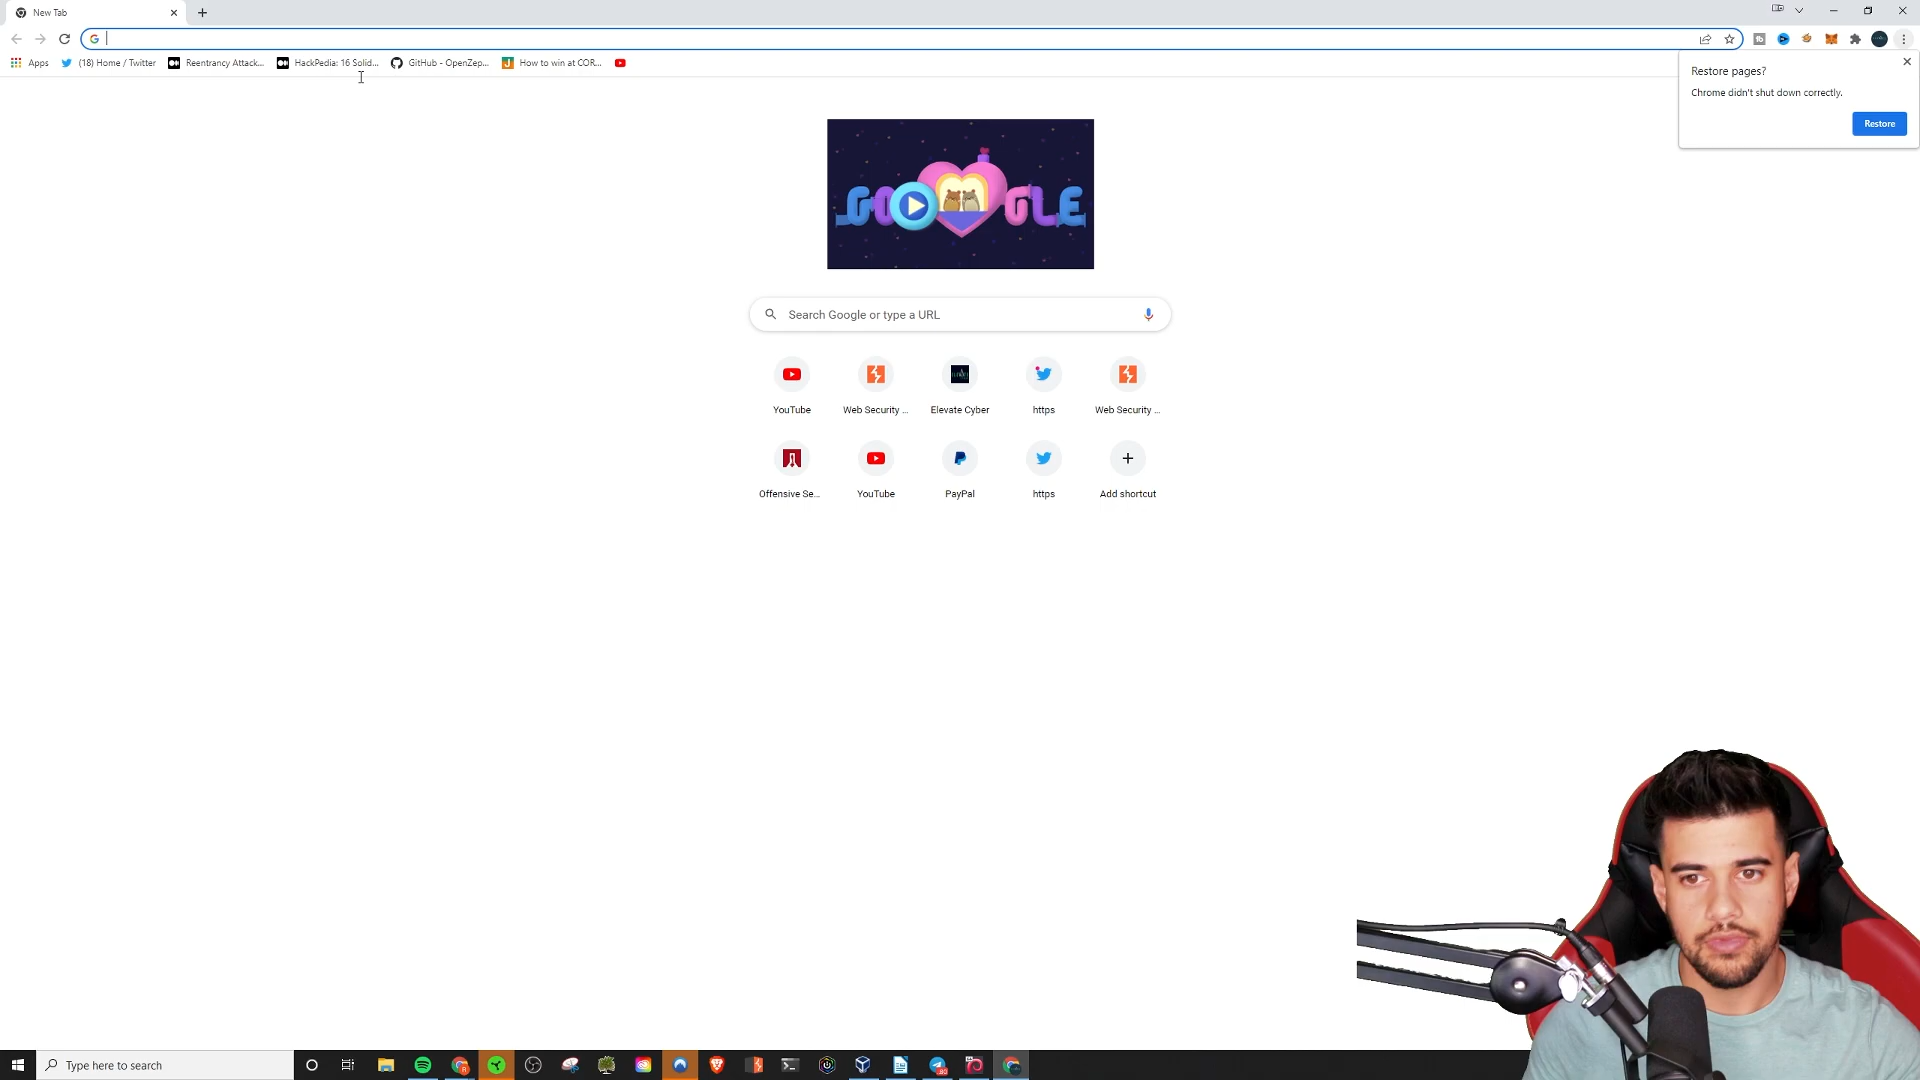 New Tab
Apps
(18) Home / Twitter
Reentrancy Attack...
HackPedia: 16 Solid...
GitHub - OpenZep...
How to win at COR...
Restore pages?
Chrome didn't shut down correctly.
Restore
GOOGLE
Search Google or type a URL
YouTube
Web Security ...
Elevate Cyber
https
Web Security ...
Offensive Se...
YouTube
PayPal
https
Add shortcut
Type here to search